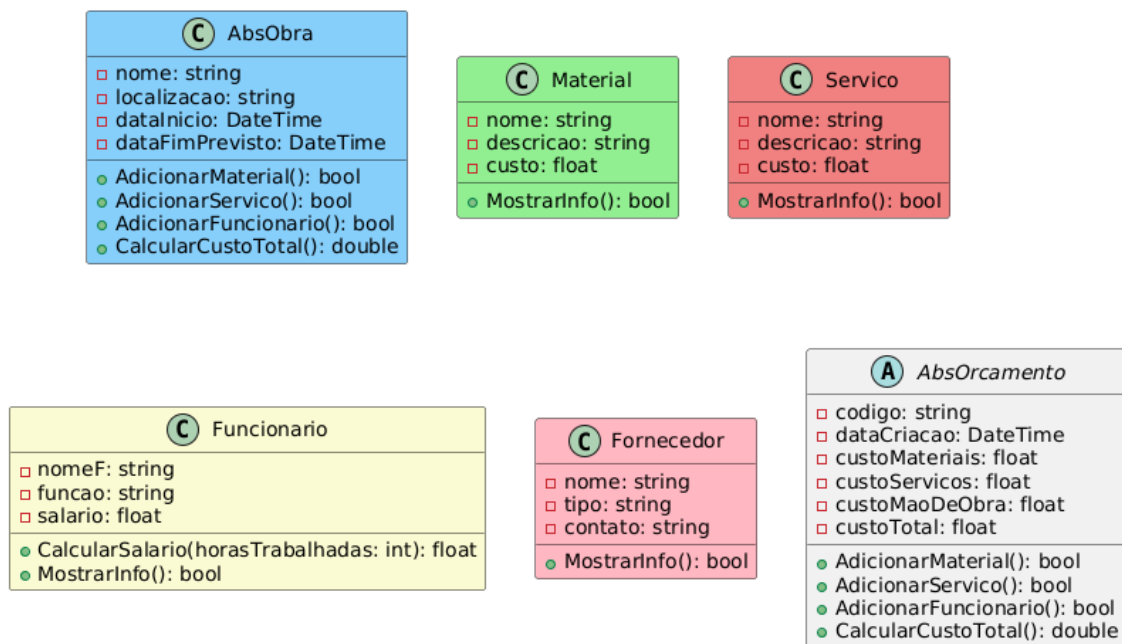 C AbsObra
nome: string
localizacao: string
dataInicio: DateTime
dataFimPrevisto: DateTime
AdicionarMaterial(): bool
AdicionarServico(): bool
AdicionarFuncionario(): bool
CalcularCustoTotal(): double
C Material
nome: string
descricao: string
custo: float
MostrarInfo(): bool
C Servico
nome: string
descricao: string
custo: float
MostrarInfo(): bool
C Funcionario
nomeF: string
funcao: string
salario: float
CalcularSalario(horasTrabalhadas: int): float
MostrarInfo(): bool
C Fornecedor
nome: string
tipo: string
contato: string
MostrarInfo(): bool
A AbsOrcamento
codigo: string
dataCriacao: DateTime
custoMateriais: float
custoServicos: float
custoMaoDeObra: float
custoTotal: float
AdicionarMaterial(): bool
AdicionarServico(): bool
AdicionarFuncionario(): bool
CalcularCustoTotal(): double